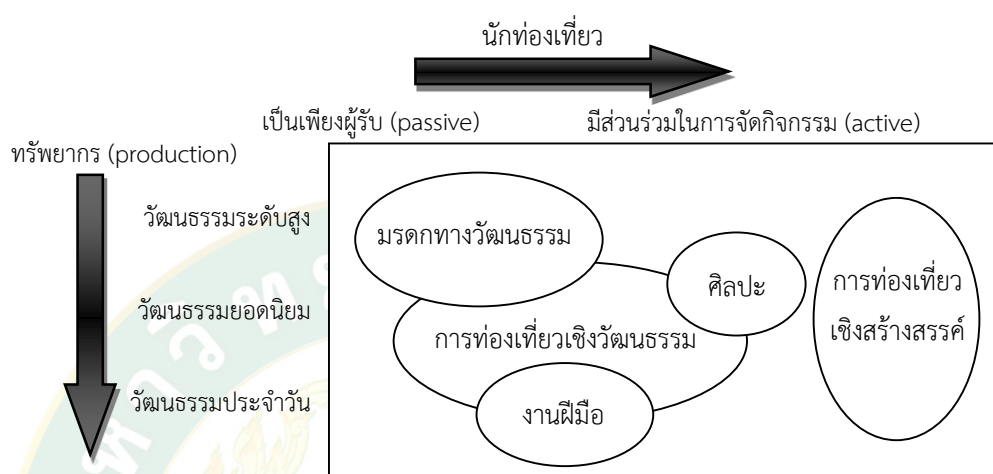 นักท่องเที่ยว
เป็นเพียงผู้รับ (passive)
มีส่วนร่วมในการจัดกิจกรรม (active)
ทรัพยากร (production)
วัฒนธรรมระดับสูง
มรดกทางวัฒนธรรม
ศิลปะ
การท่องเที่ยว
เชิงสร้างสรรค์
วัฒนธรรมยอดนิยม
การท่องเที่ยวเชิงวัฒนธรรม
วัฒนธรรมประจำวัน
งานฝีมือ